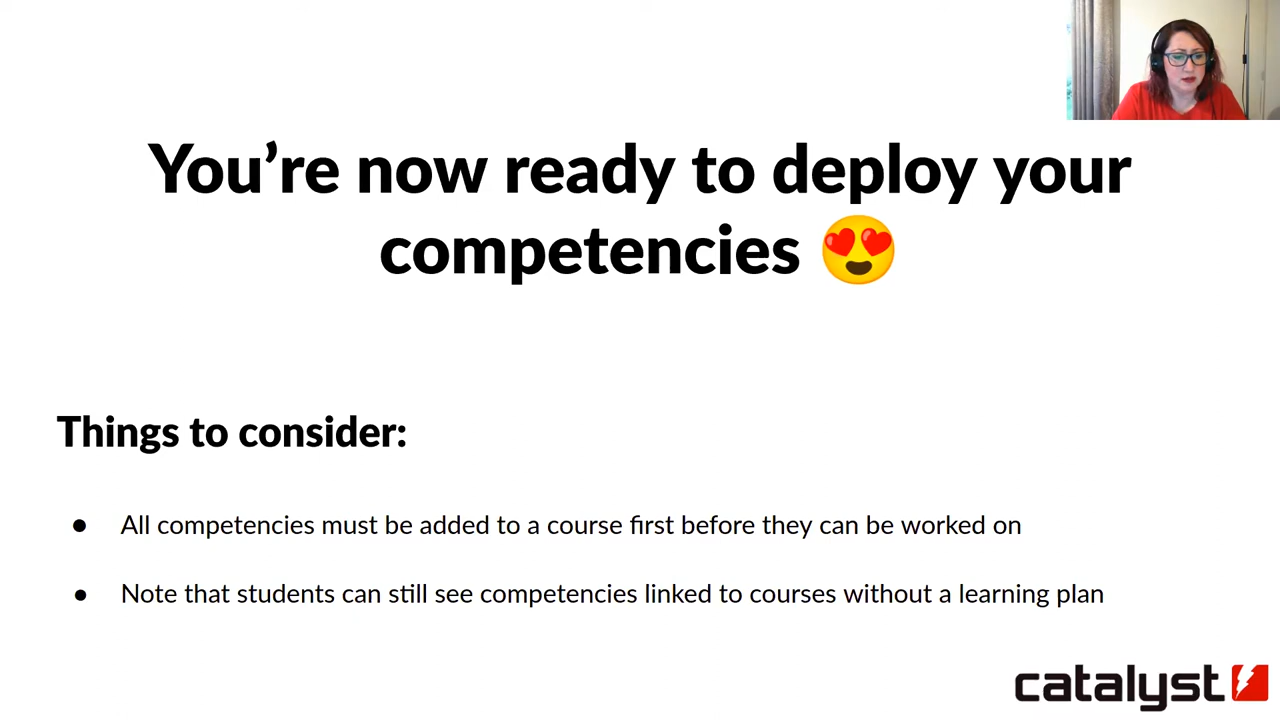 You’re now ready to deploy your
competencies 😍
Things to consider:
● All competencies must be added to a course first before they can be worked on
● Note that students can still see competencies linked to courses without a learning plan
catalyst